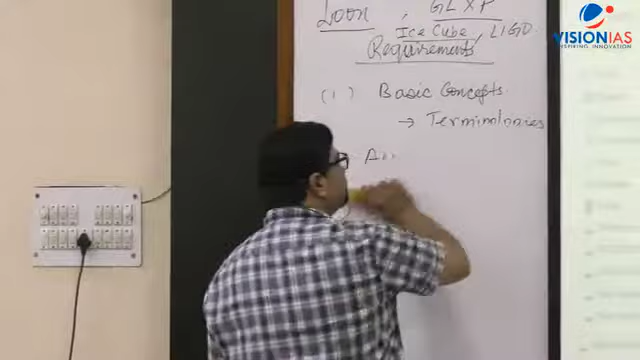 Loon, GLXP
Ice Cube, LIGO
Requirements
(1) Basic Concepts
→ Terminologies
VISIONIAS
INSPIRING INNOVATION